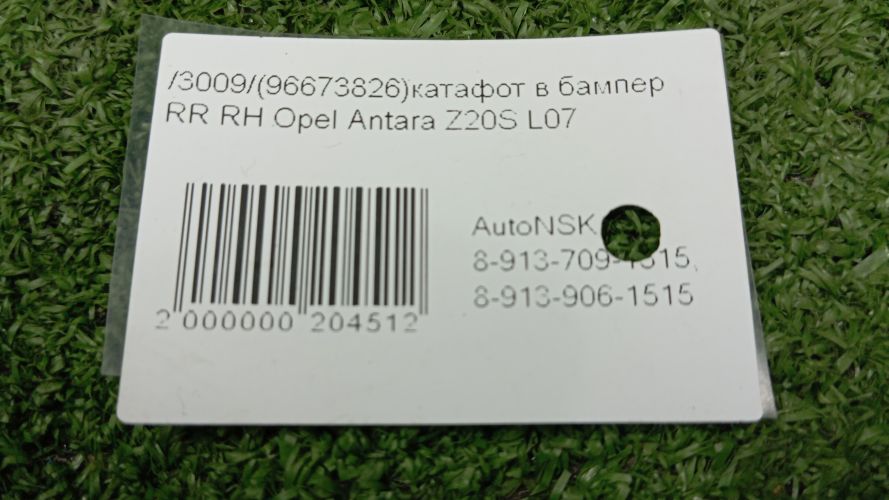 /3009/(96673826)катафот в бампер
RR RH Opel Antara Z20S L07
AutoNSK
8-913-709-1515,
8-913-906-1515
2 000000 204512